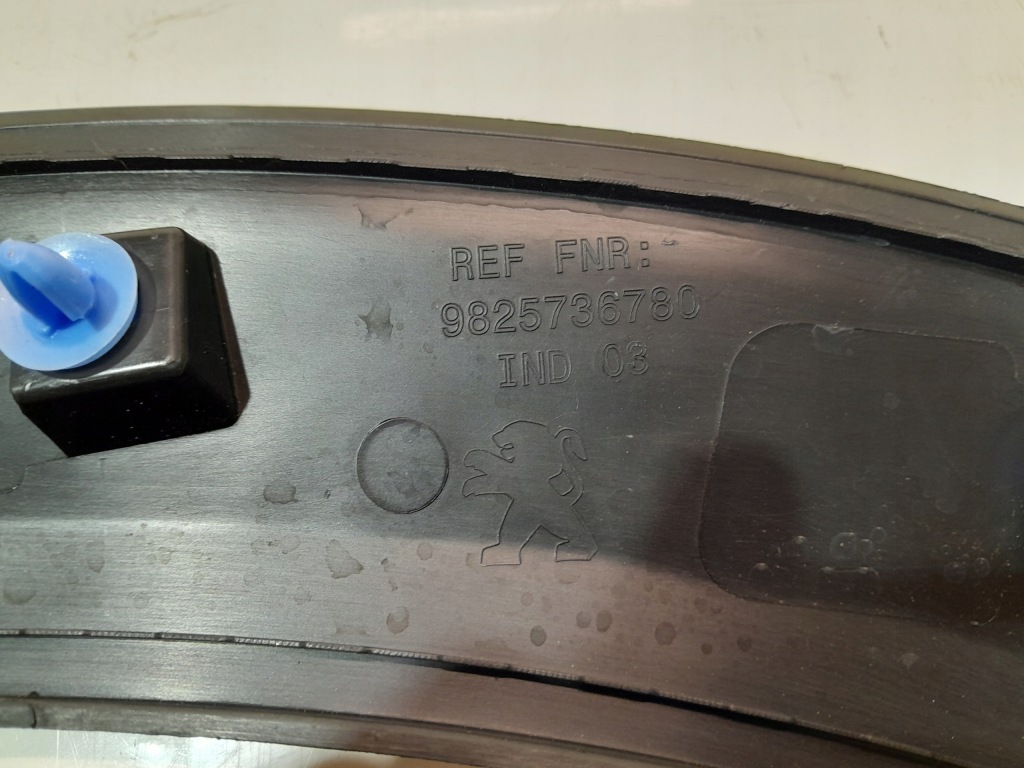 REF FNR:-
9825736780
IND 03